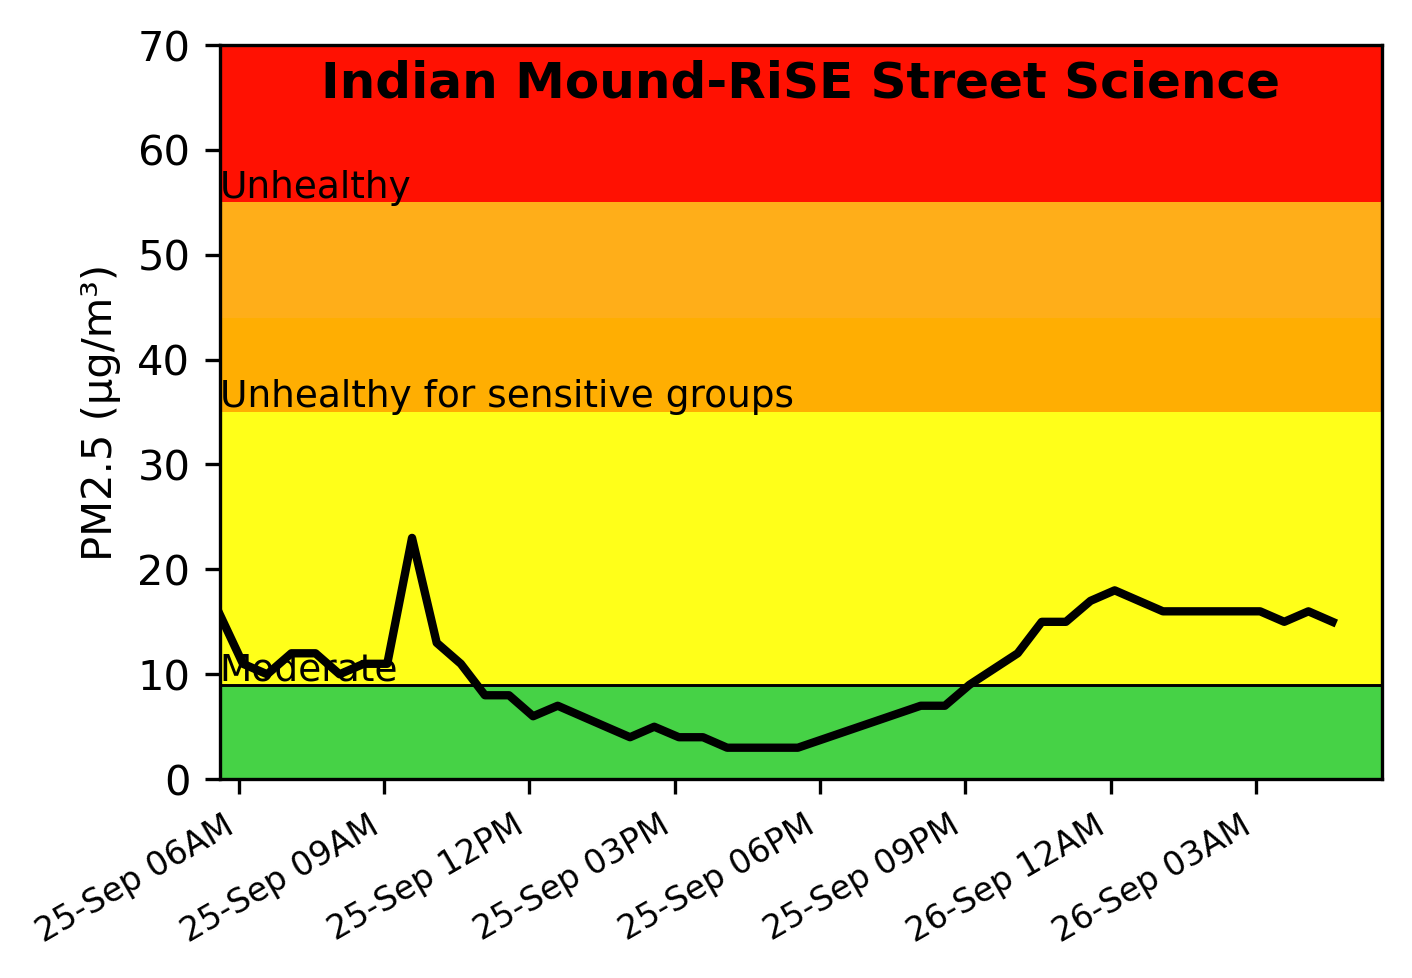 Indian Mound-RiSE Street Science
PM2.5 (µg/m³)
70
60
50
40
30
20
10
0
Unhealthy
Unhealthy for sensitive groups
Moderate
25-Sep 06AM
25-Sep 09AM
25-Sep 12PM
25-Sep 03PM
25-Sep 06PM
25-Sep 09PM
26-Sep 12AM
26-Sep 03AM